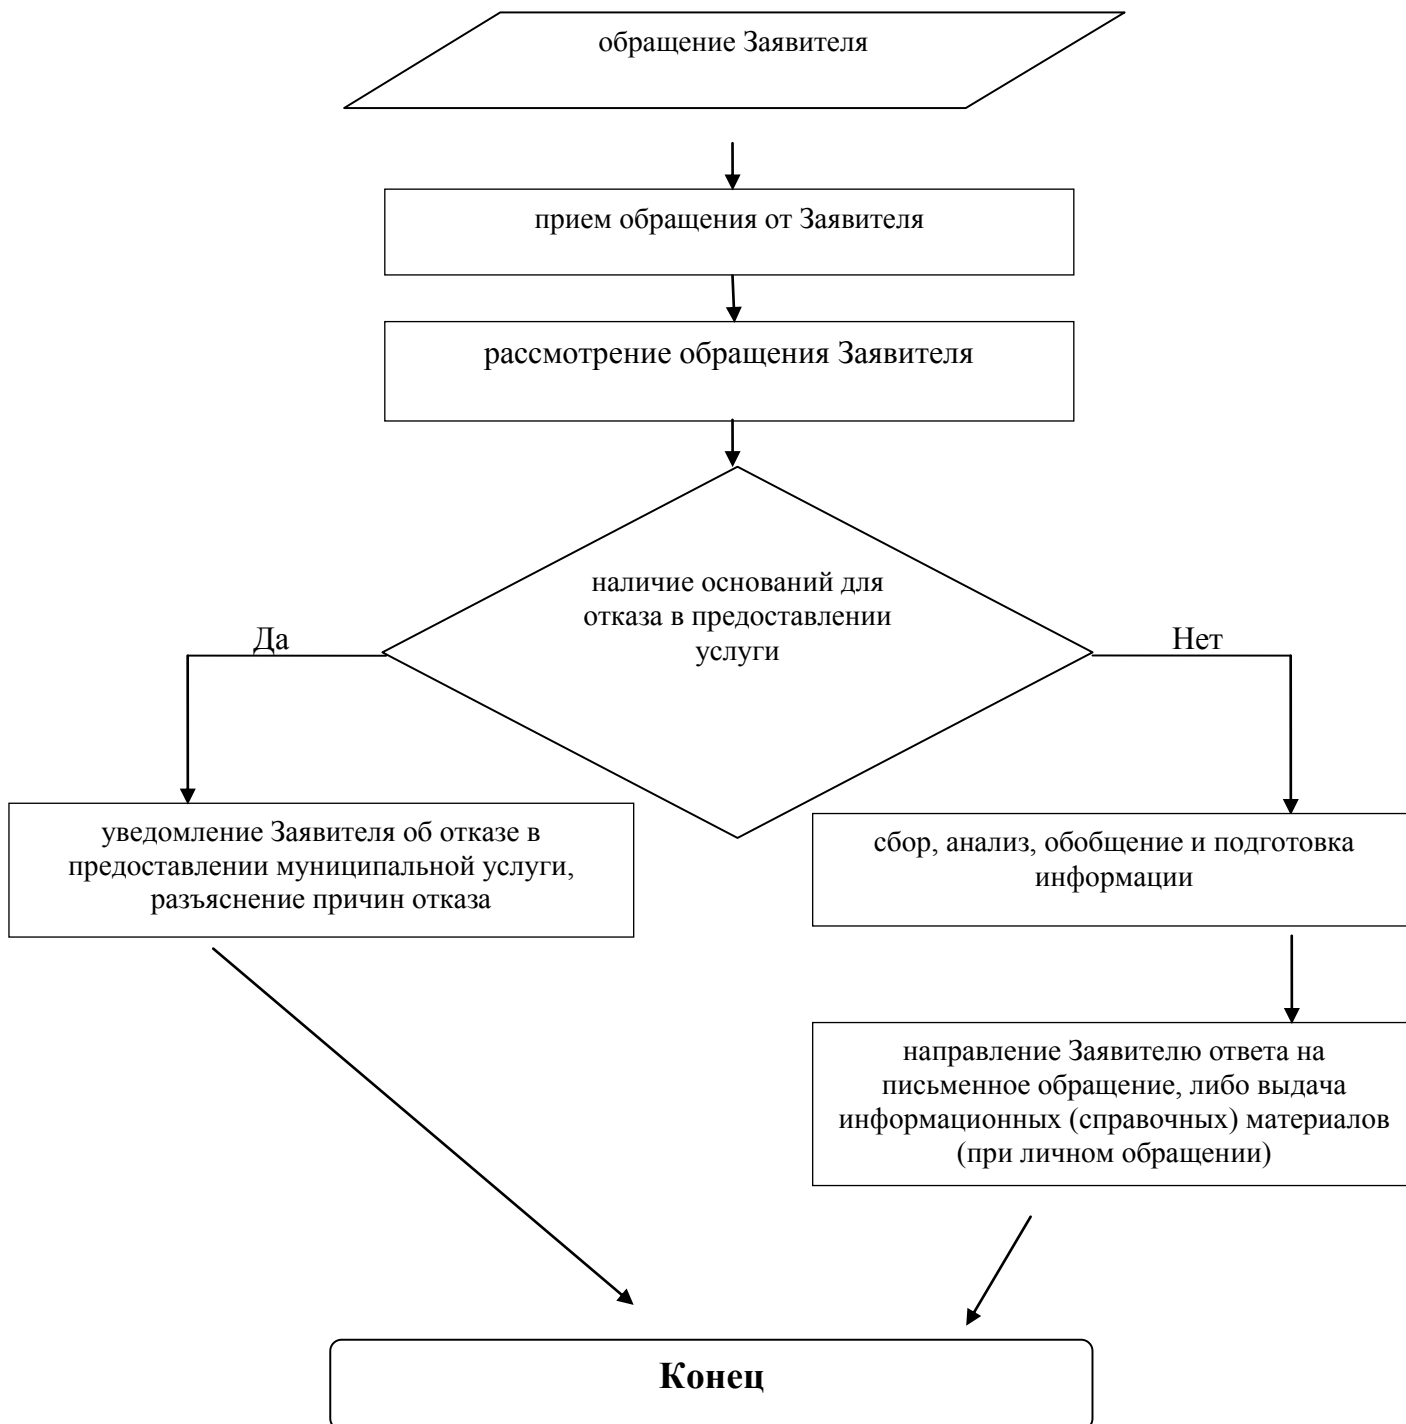 обращение Заявителя
прием обращения от Заявителя
рассмотрение обращения Заявителя
наличие оснований для
отказа в предоставлении
услуги
Да
Нет
уведомление Заявителя об отказе в
предоставлении муниципальной услуги,
разъяснение причин отказа
сбор, анализ, обобщение и подготовка
информации
направление Заявителю ответа на
письменное обращение, либо выдача
информационных (справочных) материалов
(при личном обращении)
Конец